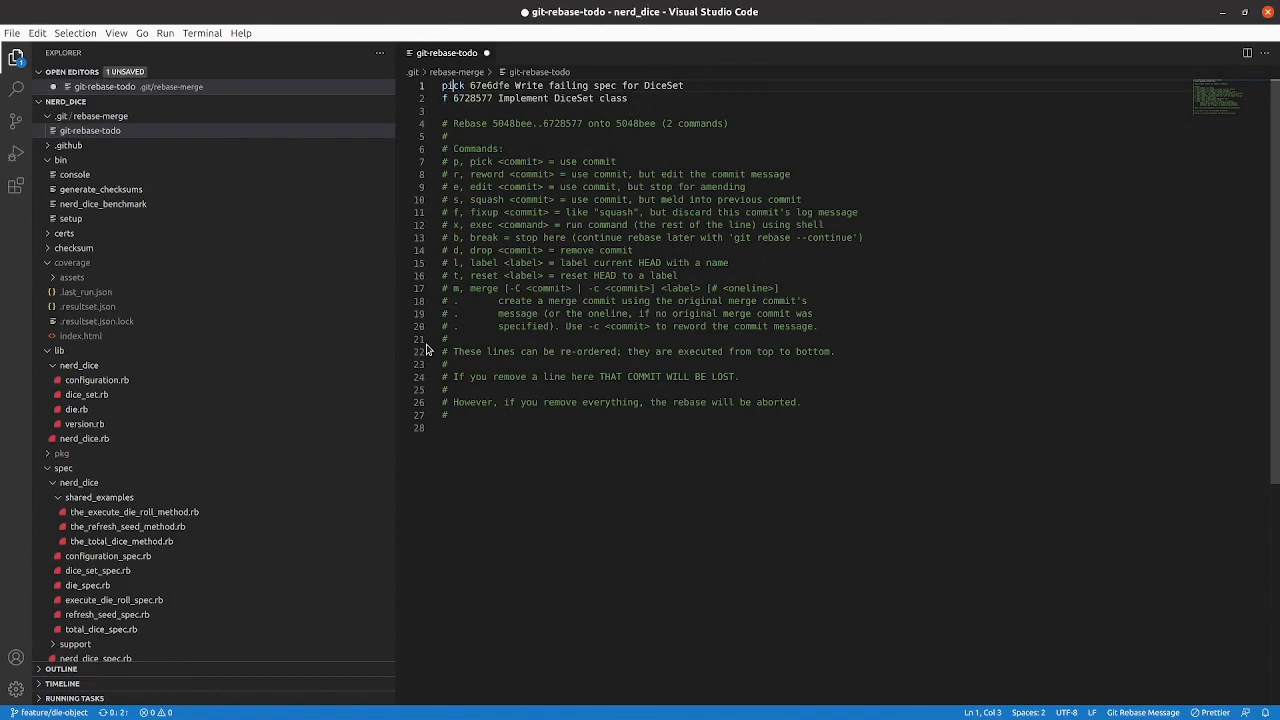 git-rebase-todo - nerd_dice - Visual Studio Code
File Edit Selection View Go Run Terminal Help
EXPLORER
OPEN EDITORS 1 UNSAVED
git-rebase-todo .git/rebase-merge
NERD_DICE
.git / rebase-merge
git-rebase-todo
.github
bin
console
generate_checksums
nerd_dice_benchmark
setup
certs
checksum
coverage
assets
.last_run.json
.resultset.json
.resultset.json.lock
index.html
lib
nerd_dice
configuration.rb
dice_set.rb
die.rb
version.rb
nerd_dice.rb
pkg
spec
nerd_dice
shared_examples
the_execute_die_roll_method.rb
the_refresh_seed_method.rb
the_total_dice_method.rb
configuration_spec.rb
dice_set_spec.rb
die_spec.rb
execute_die_roll_spec.rb
refresh_seed_spec.rb
total_dice_spec.rb
support
nerd_dice_spec.rb
OUTLINE
TIMELINE
RUNNING TASKS
git-rebase-todo
.git > rebase-merge > git-rebase-todo
1 pick 67e6dfe Write failing spec for DiceSet
2 f 6728577 Implement DiceSet class
3
4 # Rebase 5048bee..6728577 onto 5048bee (2 commands)
5 #
6 # Commands:
7 # p, pick <commit> = use commit
8 # r, reword <commit> = use commit, but edit the commit message
9 # e, edit <commit> = use commit, but stop for amending
10 # s, squash <commit> = use commit, but meld into previous commit
11 # f, fixup <commit> = like "squash", but discard this commit's log message
12 # x, exec <command> = run command (the rest of the line) using shell
13 # b, break = stop here (continue rebase later with 'git rebase --continue')
14 # d, drop <commit> = remove commit
15 # l, label <label> = label current HEAD with a name
16 # t, reset <label> = reset HEAD to a label
17 # m, merge [-C <commit> | -c <commit>] <label> [# <oneline>]
18 # .       create a merge commit using the original merge commit's
19 # .       message (or the oneline, if no original merge commit was
20 # .       specified). Use -c <commit> to reword the commit message.
21 #
22 # These lines can be re-ordered; they are executed from top to bottom.
23 #
24 # If you remove a line here THAT COMMIT WILL BE LOST.
25 #
26 # However, if you remove everything, the rebase will be aborted.
27 #
28
feature/die-object 0↓ 2↑ 0 0 Ln 1, Col 3 Spaces: 2 UTF-8 LF Git Rebase Message Prettier